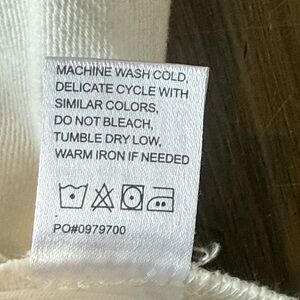 MACHINE WASH COLD,
DELICATE CYCLE WITH
SIMILAR COLORS,
DO NOT BLEACH,
TUMBLE DRY LOW,
WARM IRON IF NEEDED
PO#0979700